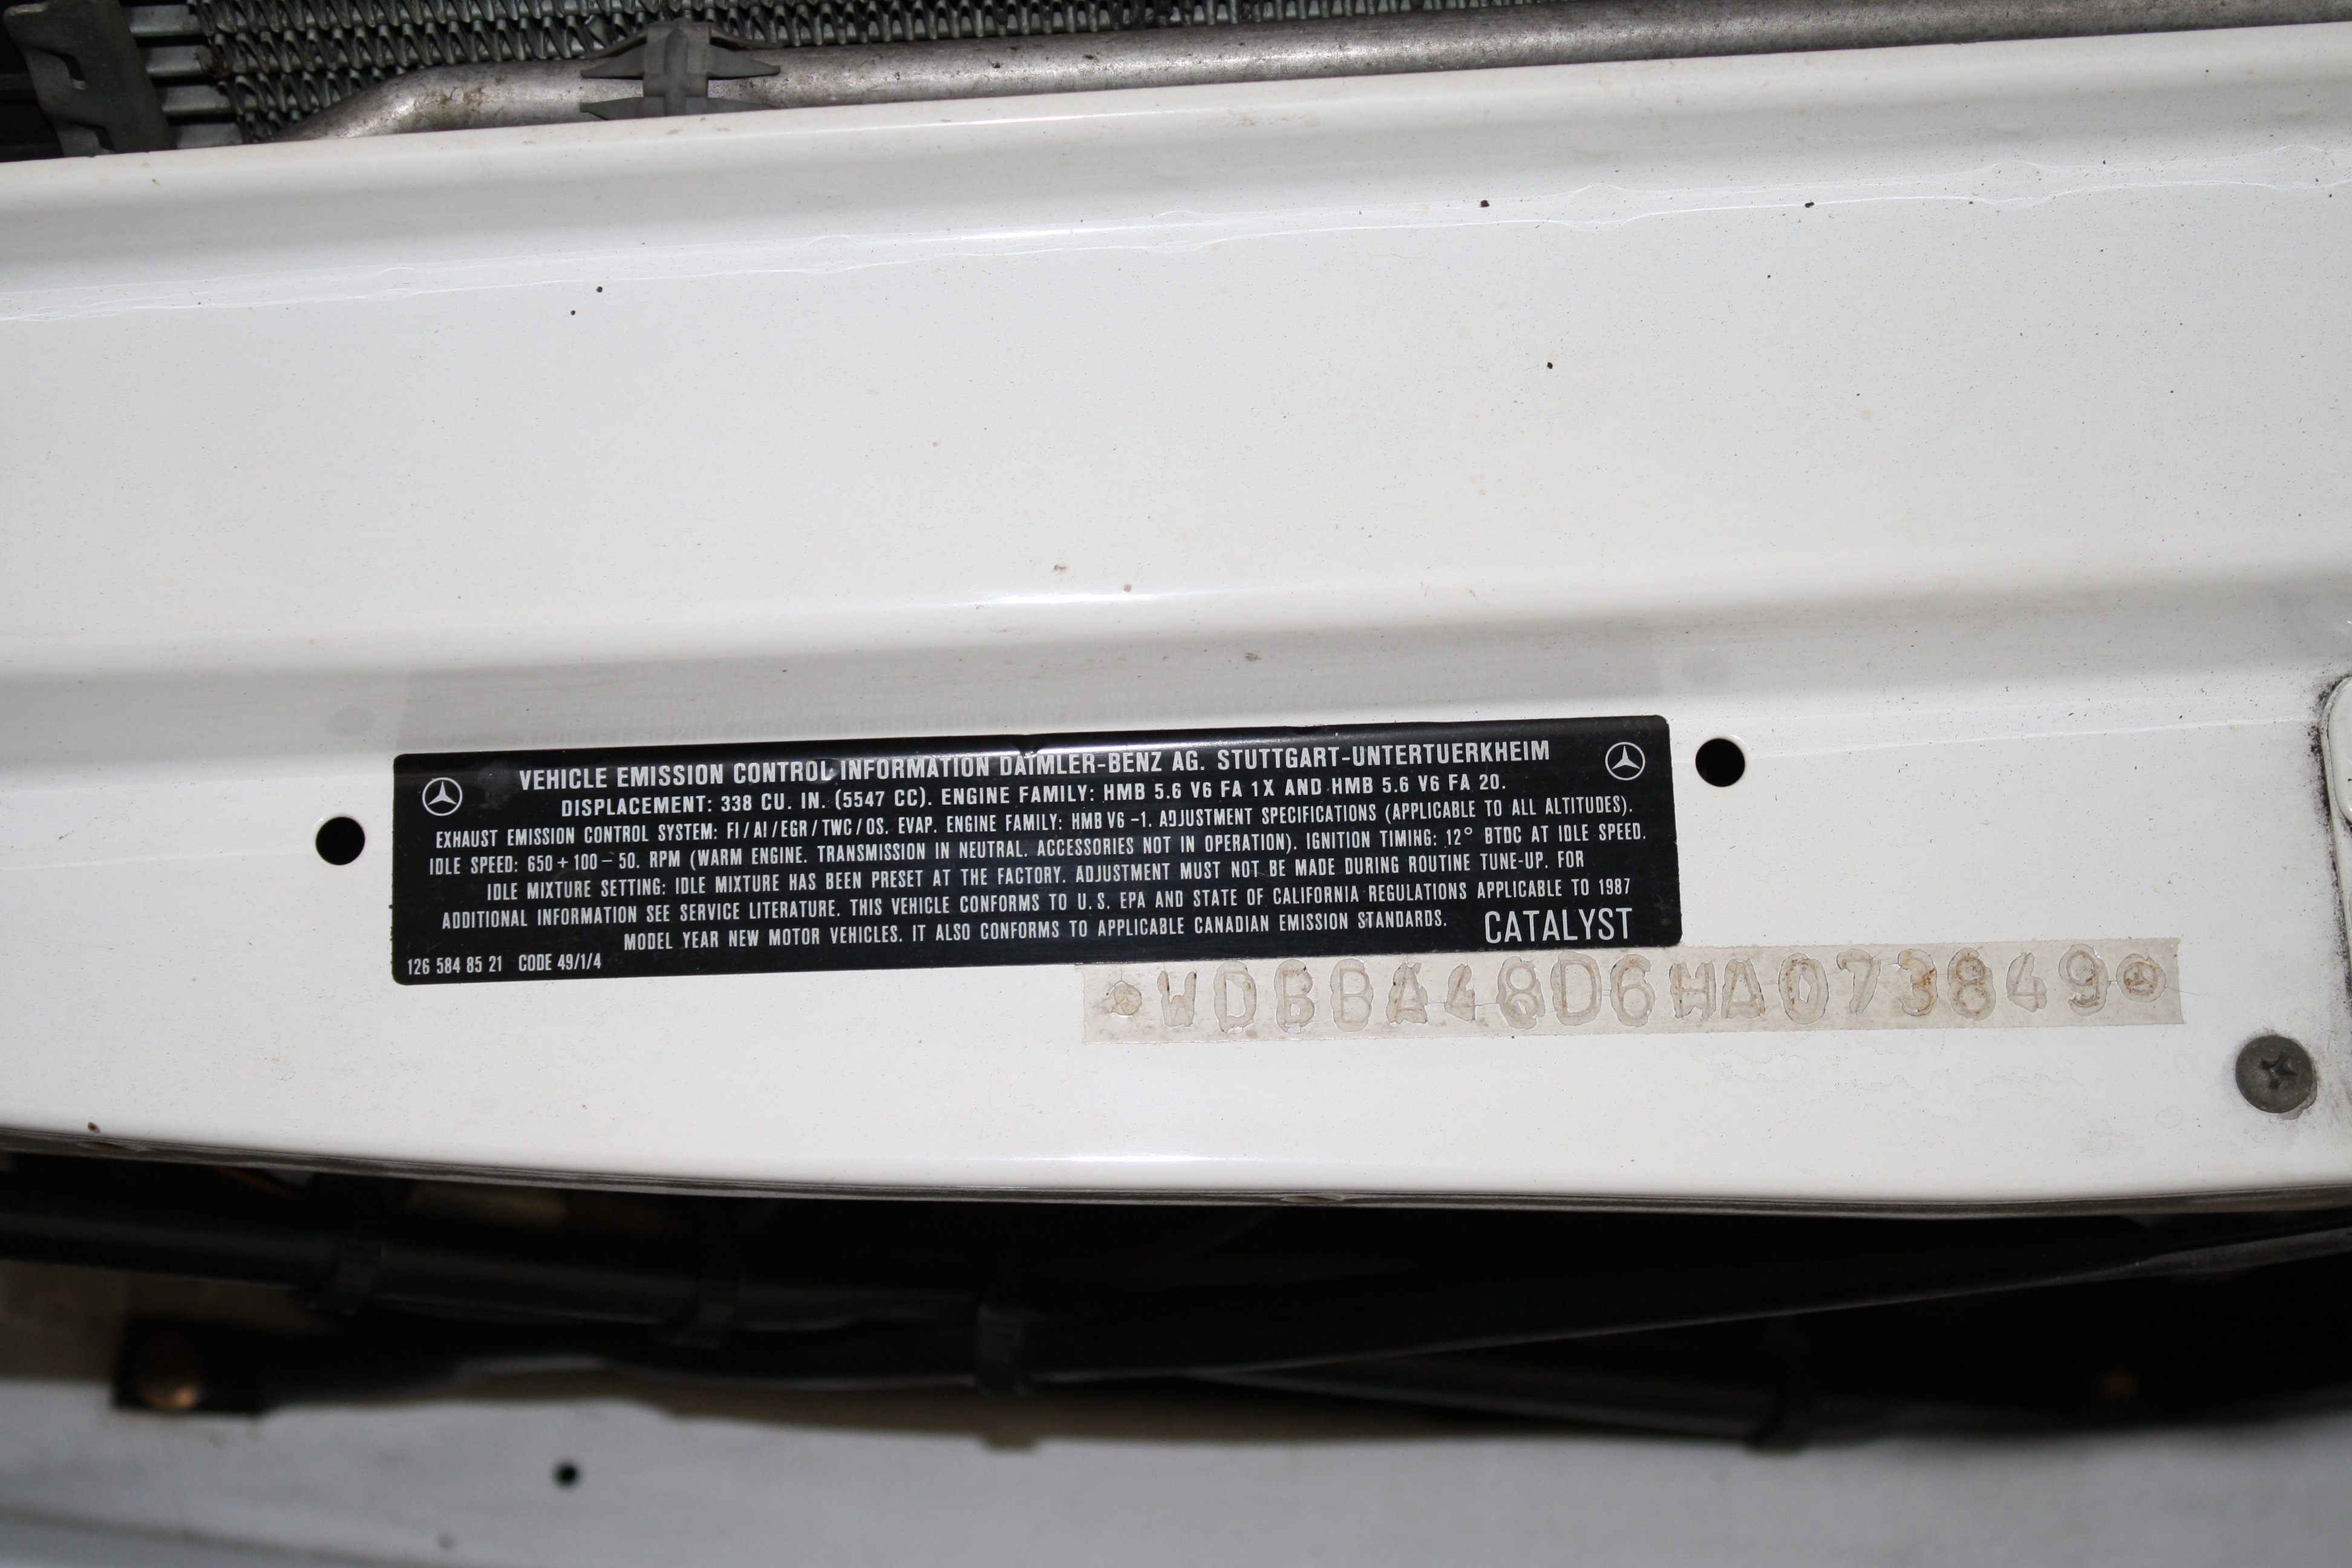 VEHICLE EMISSION CONTROL INFORMATION DAIMLER-BENZ AG. STUTTGART-UNTERTUERKHEIM
DISPLACEMENT: 338 CU. IN. (5547 CC). ENGINE FAMILY: HMB 5.6 V6 FA 1X AND HMB 5.6 V6 FA 20.
EXHAUST EMISSION CONTROL SYSTEM: FI/AI/EGR/TWC/OS. EVAP. ENGINE FAMILY: HMB V6 -1. ADJUSTMENT SPECIFICATIONS (APPLICABLE TO ALL ALTITUDES).
IDLE SPEED: 650 + 100 - 50. RPM (WARM ENGINE. TRANSMISSION IN NEUTRAL. ACCESSORIES NOT IN OPERATION). IGNITION TIMING: 12° BTDC AT IDLE SPEED.
IDLE MIXTURE SETTING: IDLE MIXTURE HAS BEEN PRESET AT THE FACTORY. ADJUSTMENT MUST NOT BE MADE DURING ROUTINE TUNE-UP. FOR
ADDITIONAL INFORMATION SEE SERVICE LITERATURE. THIS VEHICLE CONFORMS TO U.S. EPA AND STATE OF CALIFORNIA REGULATIONS APPLICABLE TO 1987
MODEL YEAR NEW MOTOR VEHICLES. IT ALSO CONFORMS TO APPLICABLE CANADIAN EMISSION STANDARDS. CATALYST
126 584 85 21 CODE 49/1/4
WDBBA48D6HA073849